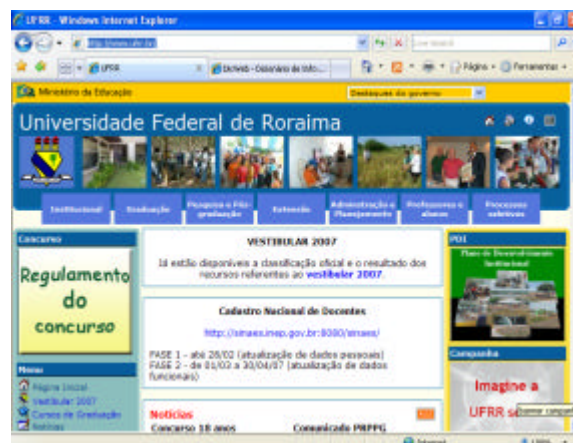 UFRR - Windows Internet Explorer
UFRR
Página
Ferramentas
Ministério da Educação
Destaques do governo
Universidade Federal de Roraima
Institucional
Graduação
Pesquisa e Pós-graduação
Extensão
Administração e Planejamento
Professores e alunos
Processos seletivos
Concurso
Regulamento
do
concurso
Menu
Página Inicial
Vestibular 2007
Cursos de Graduação
Notícias
VESTIBULAR 2007
Já estão disponíveis a classificação oficial e o resultado dos
recursos referentes ao vestibular 2007.
Cadastro Nacional de Docentes
http://sinaes.inep.gov.br:8080/sinaes/
FASE 1 - até 28/02 (atualização de dados pessoais)
FASE 2 - de 01/03 a 30/04/07 (atualização de dados
funcionais)
Notícias
Concurso 18 anos
Comunicado PRPPG
PDI
Plano de Desenvolvimento
Institucional
Campanha
Imagine a
UFRR
Internet